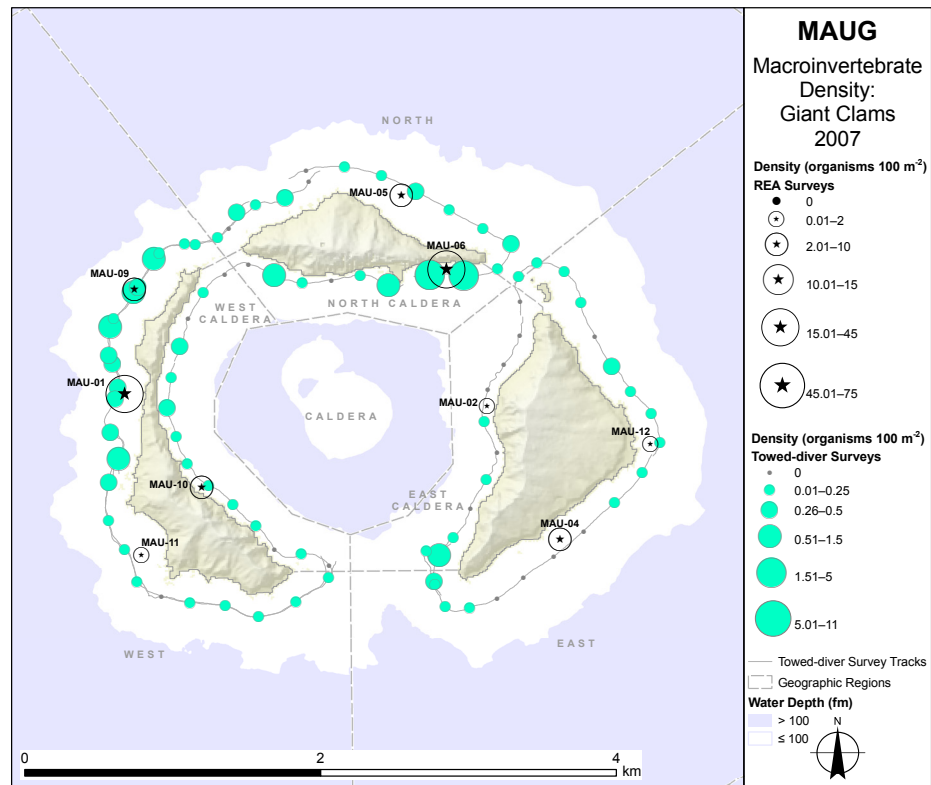 MAUG
Macroinvertebrate
Density:
Giant Clams
2007
Density (organisms 100 m⁻²)
REA Surveys
0
0.01–2
2.01–10
10.01–15
15.01–45
45.01–75
Density (organisms 100 m⁻²)
Towed-diver Surveys
0
0.01–0.25
0.26–0.5
0.51–1.5
1.51–5
5.01–11
Towed-diver Survey Tracks
Geographic Regions
Water Depth (fm)
> 100
≤ 100
N
NORTH
MAU-05
MAU-06
MAU-09
NORTH CALDERA
WEST
CALDERA
MAU-01
MAU-02
CALDERA
MAU-12
MAU-10
EAST
CALDERA
MAU-04
MAU-11
WEST
EAST
0
2
4
km